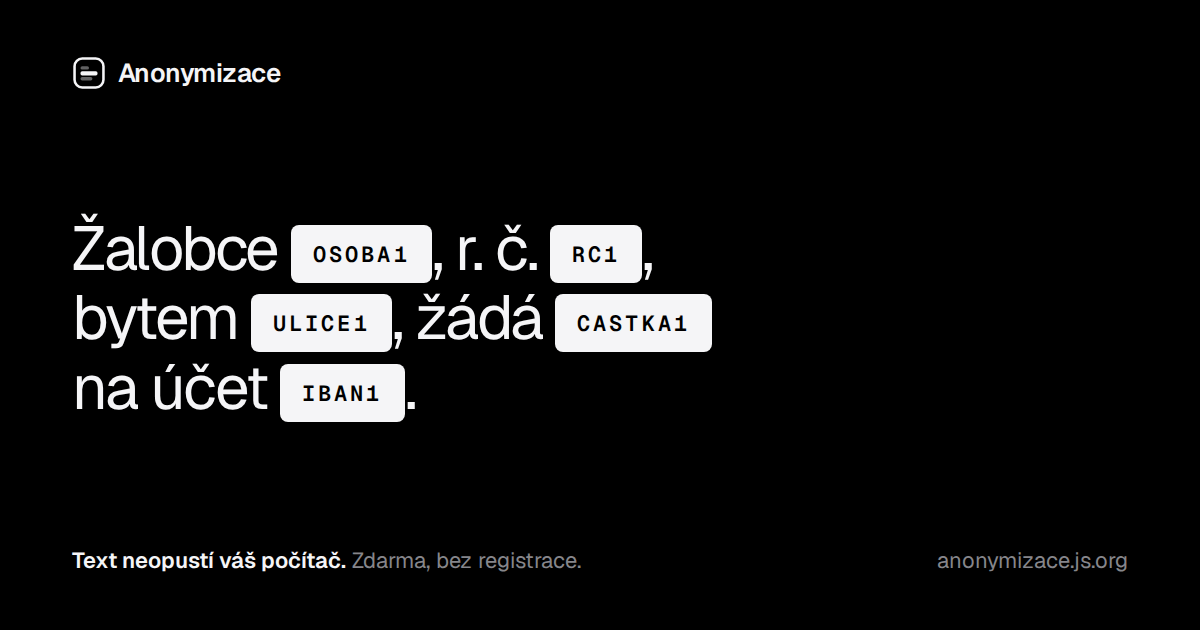 Anonymizace
Žalobce OSOBA1, r. č. RC1,
bytem ULICE1, žádá CASTKA1
na účet IBAN1.
Text neopustí váš počítač. Zdarma, bez registrace.
anonymizace.js.org